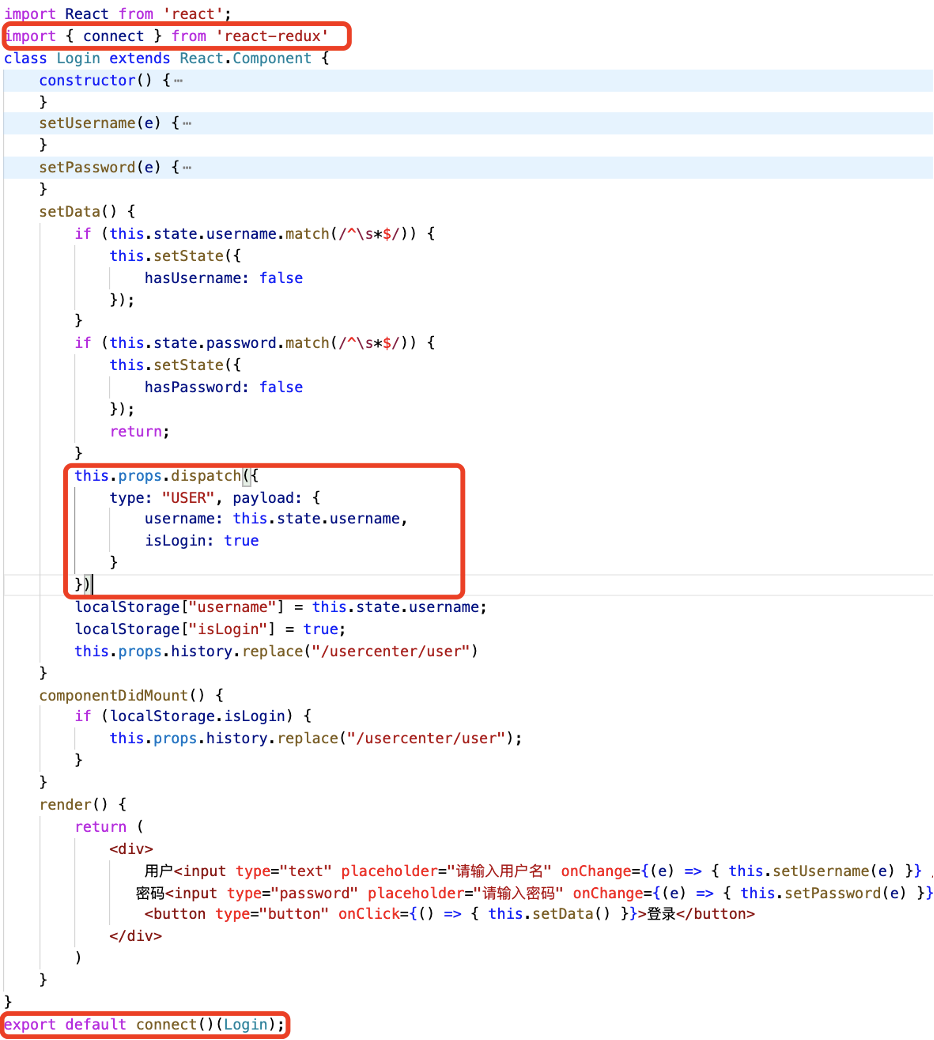 import React from 'react';
import { connect } from 'react-redux'
class Login extends React.Component {
    constructor() {⋯
    }
    setUsername(e) {⋯
    }
    setPassword(e) {⋯
    }
    setData() {
        if (this.state.username.match(/^\s*$/)) {
            this.setState({
                hasUsername: false
            });
        }
        if (this.state.password.match(/^\s*$/)) {
            this.setState({
                hasPassword: false
            });
            return;
        }
        this.props.dispatch({
            type: "USER", payload: {
                username: this.state.username,
                isLogin: true
            }
        })
        localStorage["username"] = this.state.username;
        localStorage["isLogin"] = true;
        this.props.history.replace("/usercenter/user")
    }
    componentDidMount() {
        if (localStorage.isLogin) {
            this.props.history.replace("/usercenter/user");
        }
    }
    render() {
        return (
            <div>
                用户<input type="text" placeholder="请输入用户名" onChange={(e) => { this.setUsername(e) }}
               密码<input type="password" placeholder="请输入密码" onChange={(e) => { this.setPassword(e) }}
                <button type="button" onClick={() => { this.setData() }}>登录</button>
            </div>
        )
    }
}
export default connect()(Login);